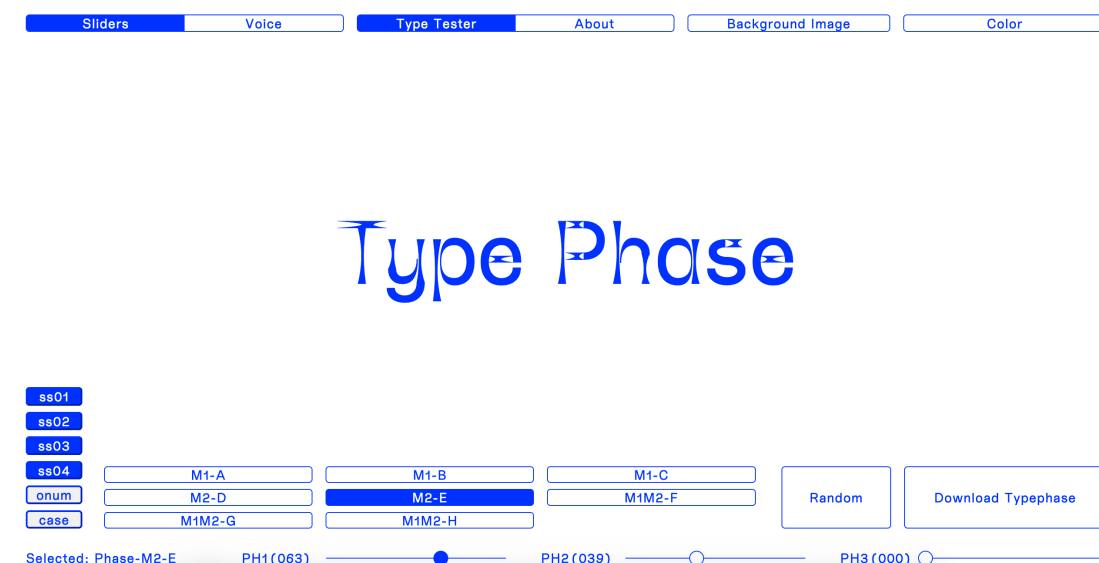 Sliders Voice Type Tester About Background Image Color
Type Phase
ss01
ss02
ss03
ss04
onum
case
M1-A M1-B M1-C
M2-D M2-E M1M2-F
M1M2-G M1M2-H
Random Download Typephase
Selected: Phase-M2-E PH1(063) PH2(039) PH3(000)